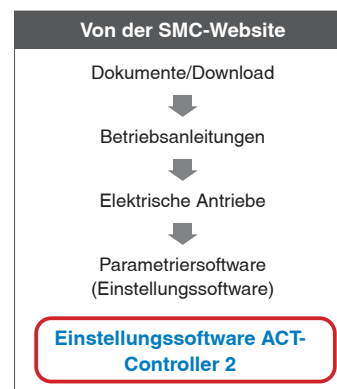 Von der SMC-Website
Dokumente/Download
Betriebsanleitungen
Elektrische Antriebe
Parametriersoftware
(Einstellungssoftware)
Einstellungssoftware ACT-
Controller 2